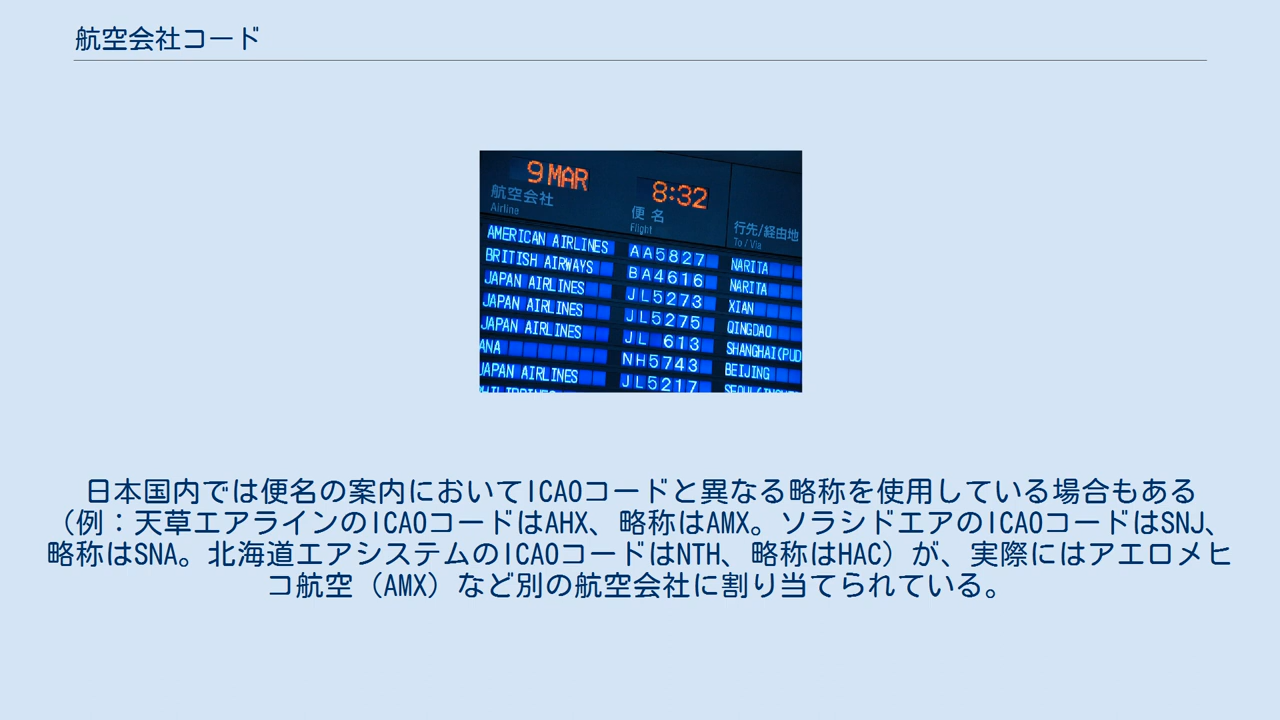 航空会社コード
9 MAR
8:32
航空会社
便 名
行先/経由地
Airline
Flight
To / Via
AMERICAN AIRLINES AA5827 NARITA
BRITISH AIRWAYS BA4616 NARITA
JAPAN AIRLINES JL5273 XIAN
JAPAN AIRLINES JL5275 QINGDAO
JAPAN AIRLINES JL 613 SHANGHAI(PUD
ANA NH5743 BEIJING
JAPAN AIRLINES JL5217
日本国内では便名の案内においてICAOコードと異なる略称を使用している場合もある
（例：天草エアラインのICAOコードはAHX、略称はAMX。ソラシドエアのICAOコードはSNJ、
略称はSNA。北海道エアシステムのICAOコードはNTH、略称はHAC）が、実際にはアエロメヒ
コ航空（AMX）など別の航空会社に割り当てられている。